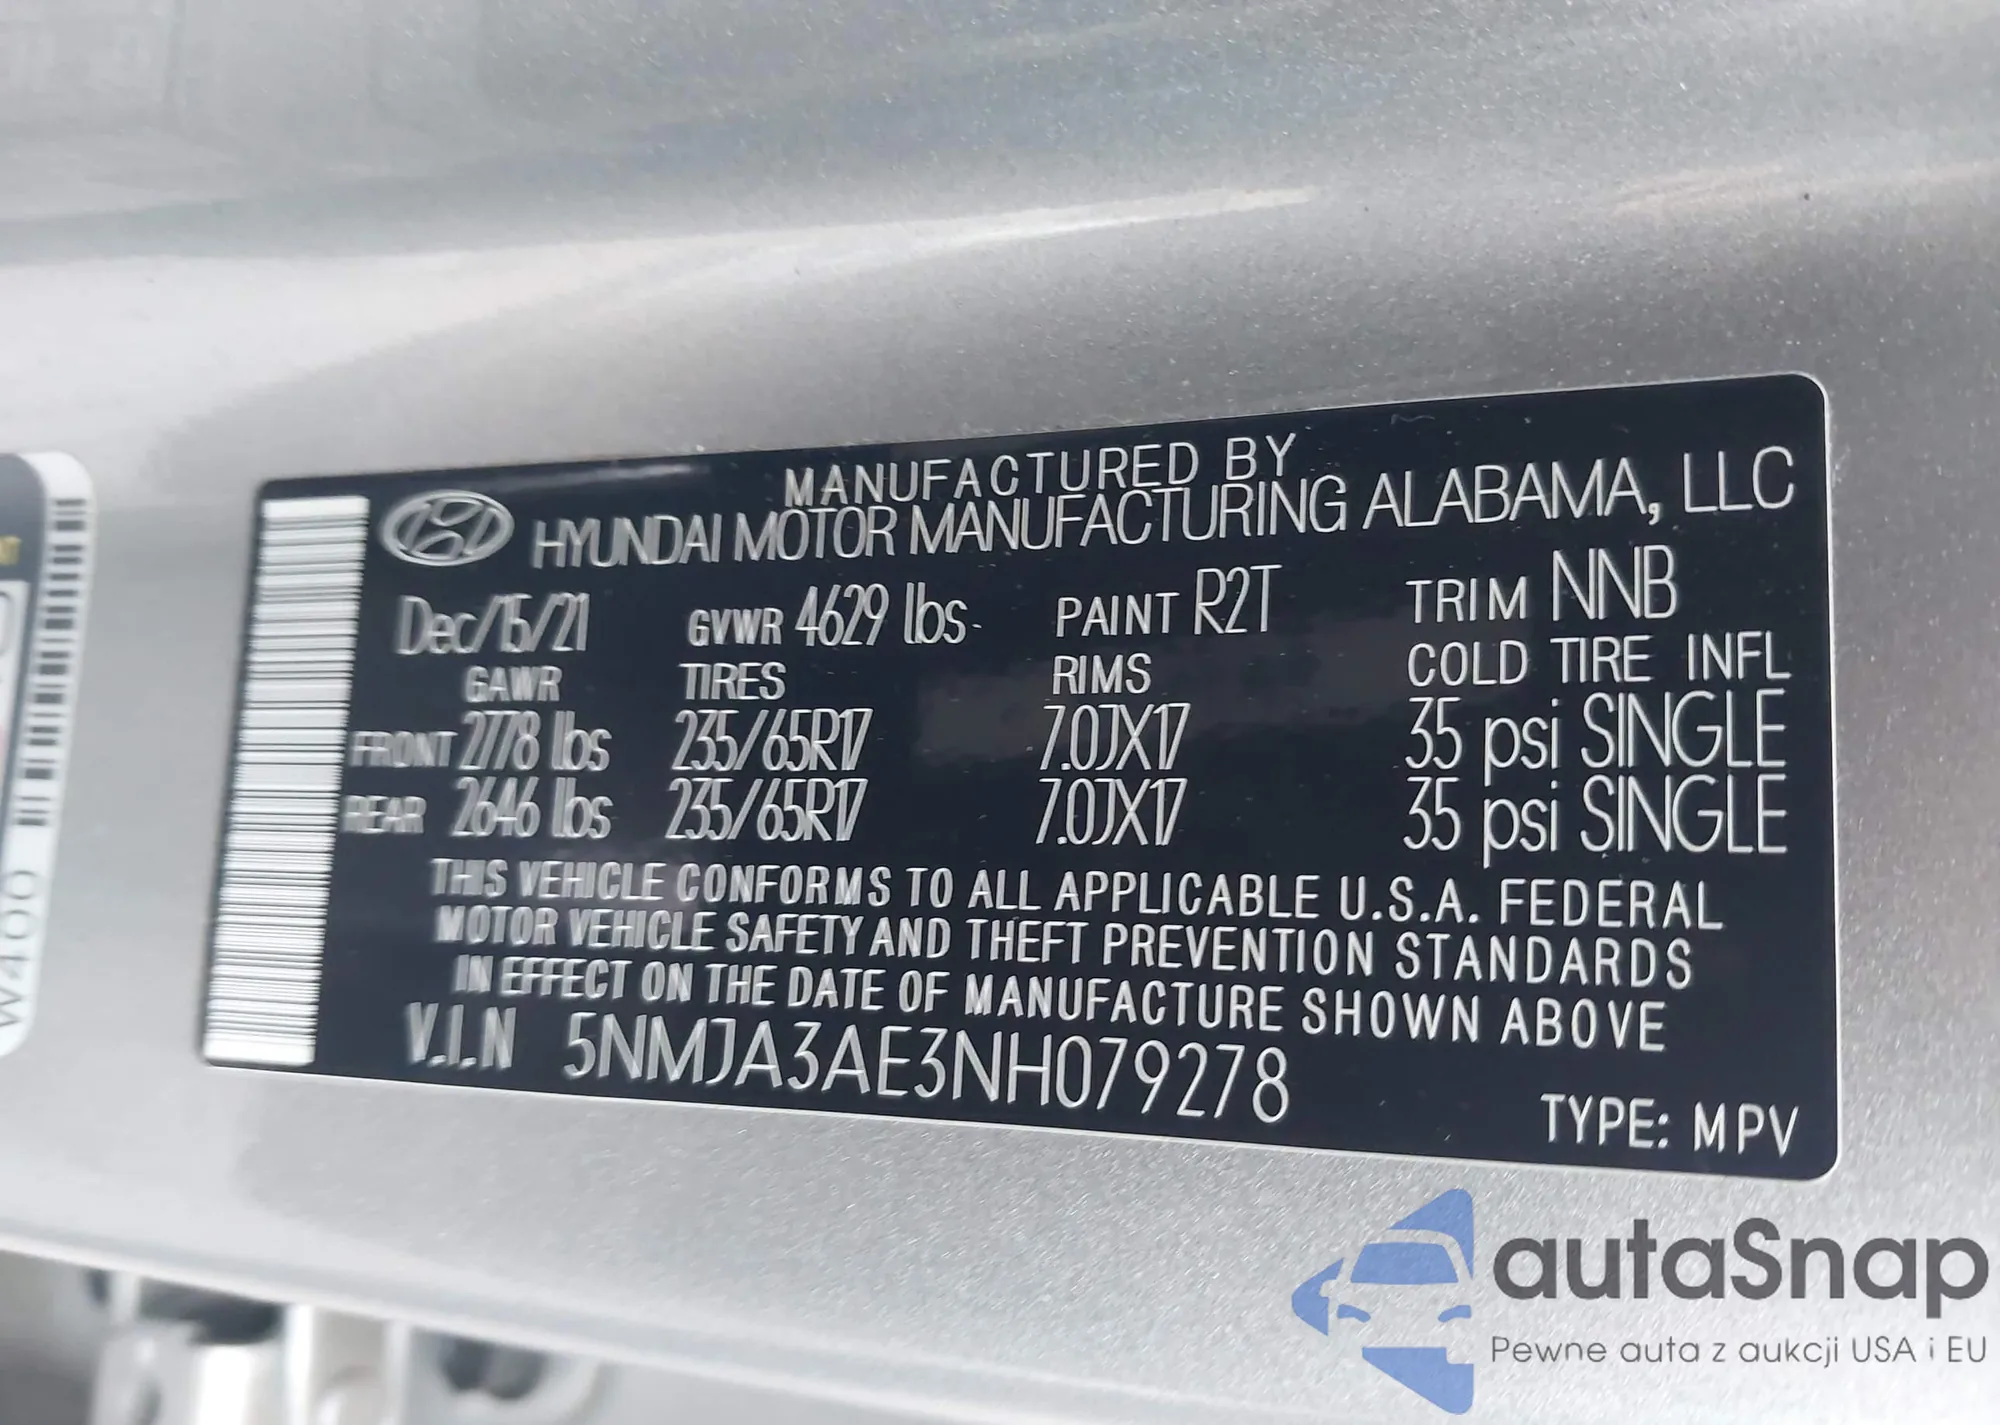 MANUFACTURED BY
HYUNDAI MOTOR MANUFACTURING ALABAMA, LLC
Dec/15/21 GVWR 4629 lbs PAINT R2T TRIM NNB
GAWR TIRES RIMS COLD TIRE INFL
FRONT 2778 lbs 235/65R17 7.0JX17 35 psi SINGLE
REAR 2646 lbs 235/65R17 7.0JX17 35 psi SINGLE
THIS VEHICLE CONFORMS TO ALL APPLICABLE U.S.A. FEDERAL
MOTOR VEHICLE SAFETY AND THEFT PREVENTION STANDARDS
IN EFFECT ON THE DATE OF MANUFACTURE SHOWN ABOVE
V.I.N 5NMJA3AE3NH079278
TYPE: MPV
W400
autaSnap
Pewne auta z aukcji USA i EU